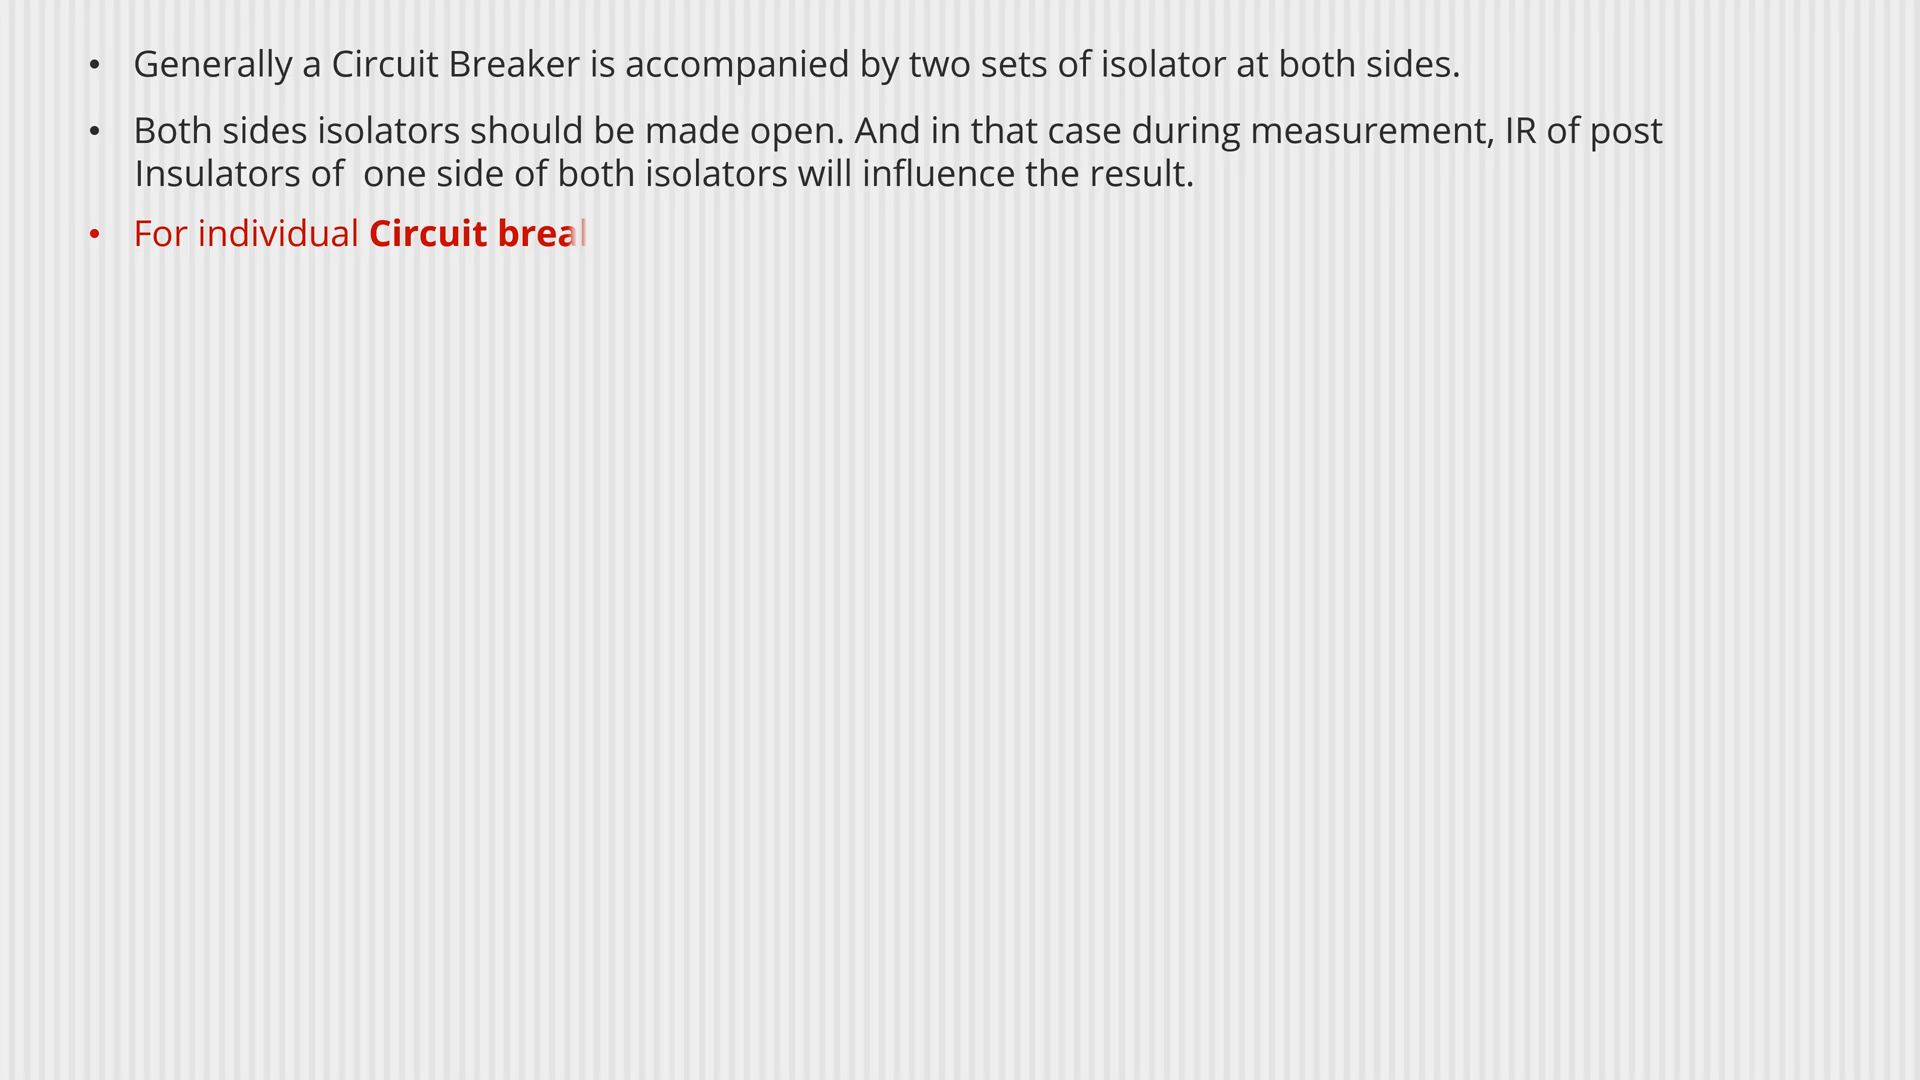 • Generally a Circuit Breaker is accompanied by two sets of isolator at both sides.
• Both sides isolators should be made open. And in that case during measurement, IR of post
Insulators of  one side of both isolators will influence the result.
• For individual Circuit brea